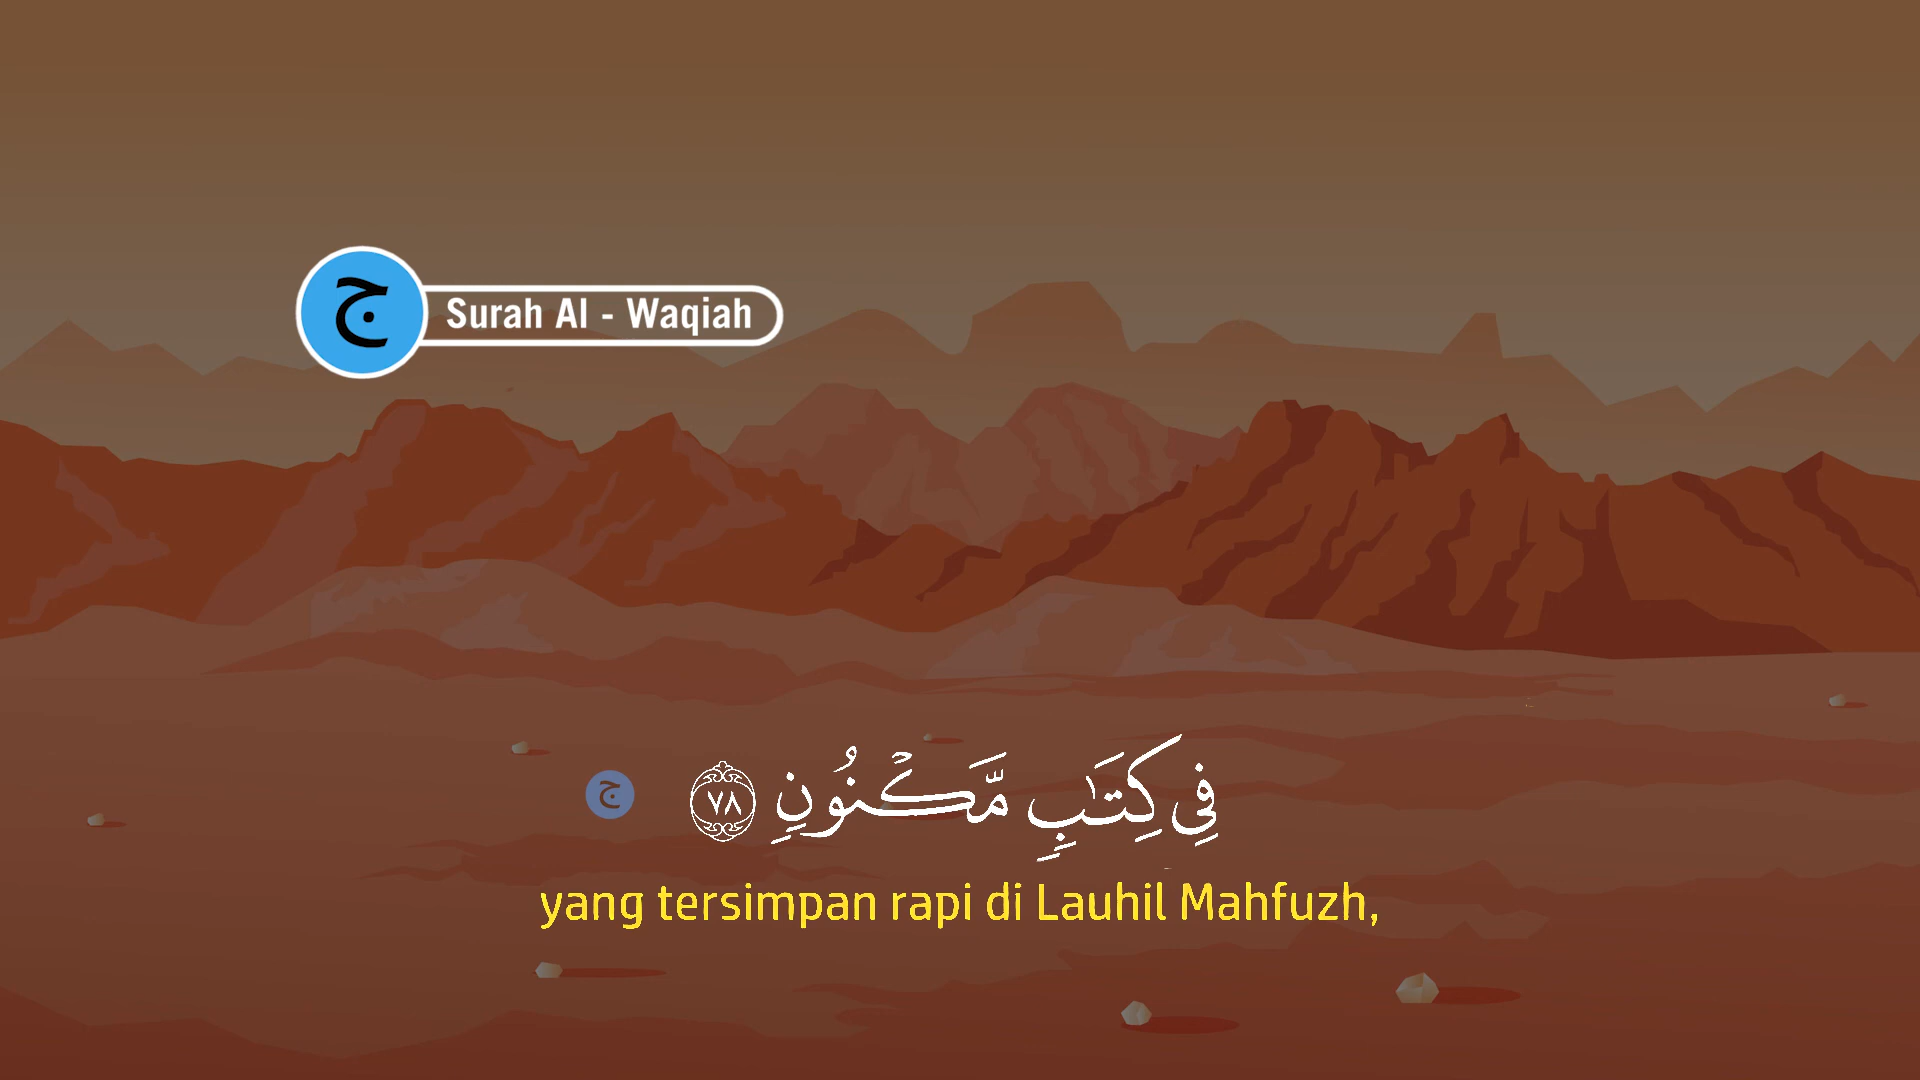 ج
Surah Al - Waqiah
فِي كِتَٰبٖ مَّكۡنُونٖ ٧٨ ج
yang tersimpan rapi di Lauhil Mahfuzh,